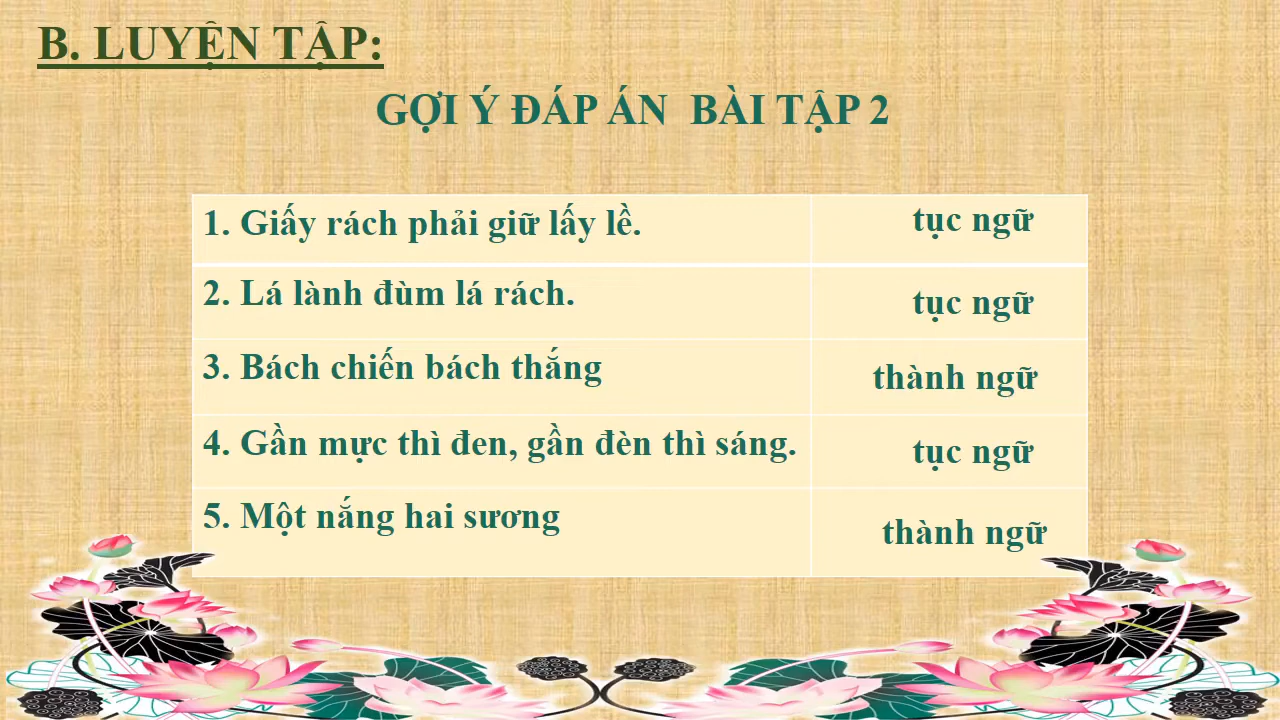 B. LUYỆN TẬP:
GỢI Ý ĐÁP ÁN BÀI TẬP 2
1. Giấy rách phải giữ lấy lề.
tục ngữ
2. Lá lành đùm lá rách.
tục ngữ
3. Bách chiến bách thắng
thành ngữ
4. Gần mực thì đen, gần đèn thì sáng.
tục ngữ
5. Một nắng hai sương
thành ngữ